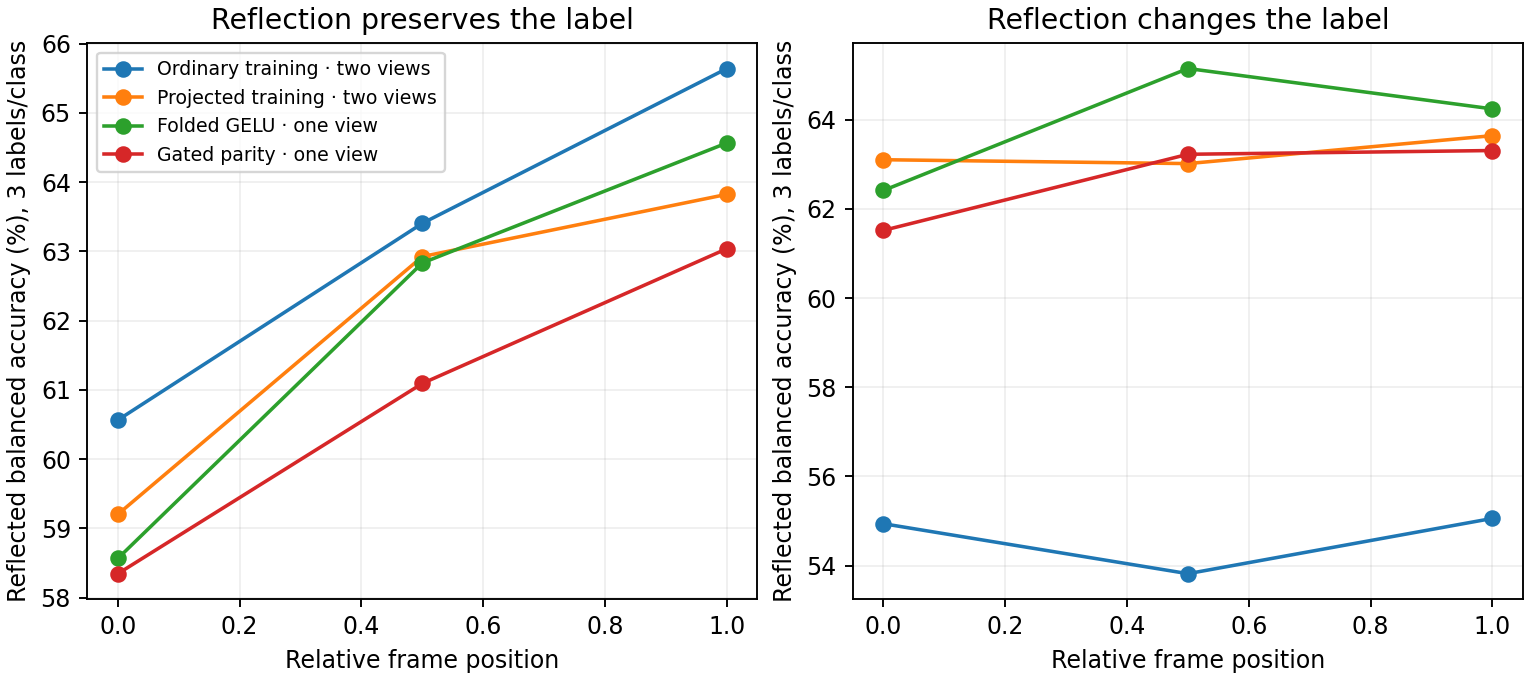 Reflection preserves the label
Reflected balanced accuracy (%), 3 labels/class
66
65
64
63
62
61
60
59
58
Ordinary training · two views
Projected training · two views
Folded GELU · one view
Gated parity · one view
0.0 0.2 0.4 0.6 0.8 1.0
Relative frame position
Reflection changes the label
Reflected balanced accuracy (%), 3 labels/class
64
62
60
58
56
54
0.0 0.2 0.4 0.6 0.8 1.0
Relative frame position